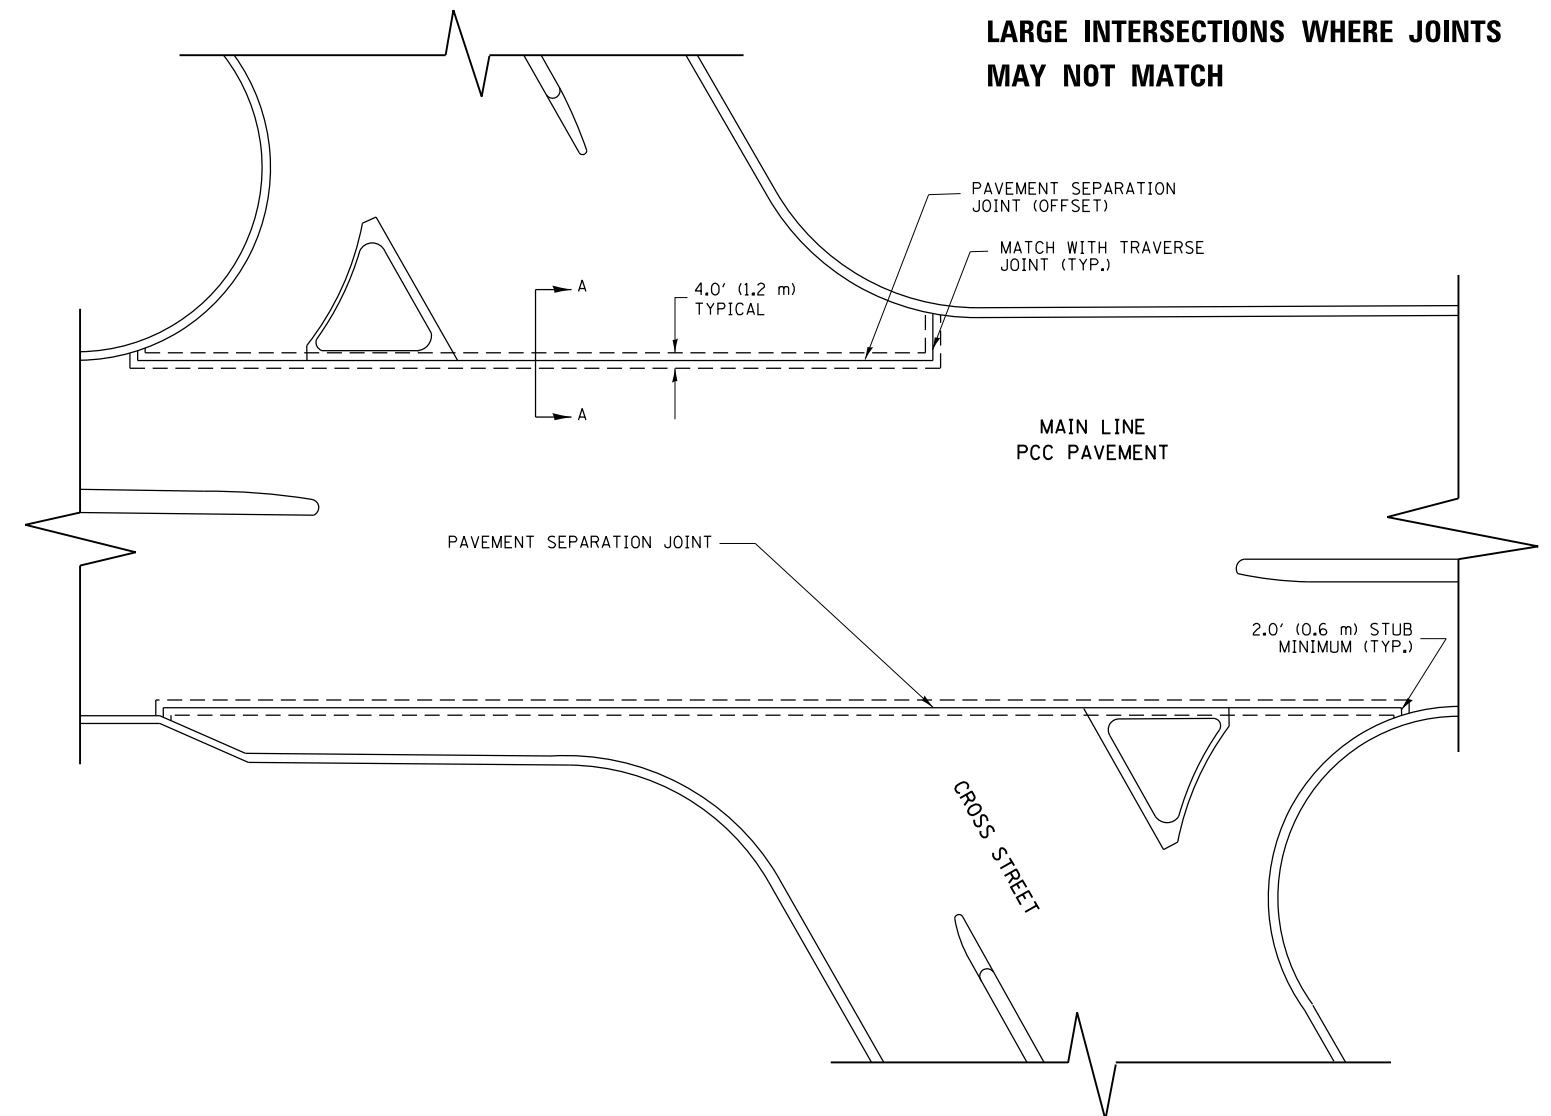 LARGE INTERSECTIONS WHERE JOINTS
MAY NOT MATCH
PAVEMENT SEPARATION
JOINT (OFFSET)
MATCH WITH TRAVERSE
JOINT (TYP.)
A
4.0' (1.2 m)
TYPICAL
A
MAIN LINE
PCC PAVEMENT
PAVEMENT SEPARATION JOINT
2.0' (0.6 m) STUB
MINIMUM (TYP.)
CROSS STREET